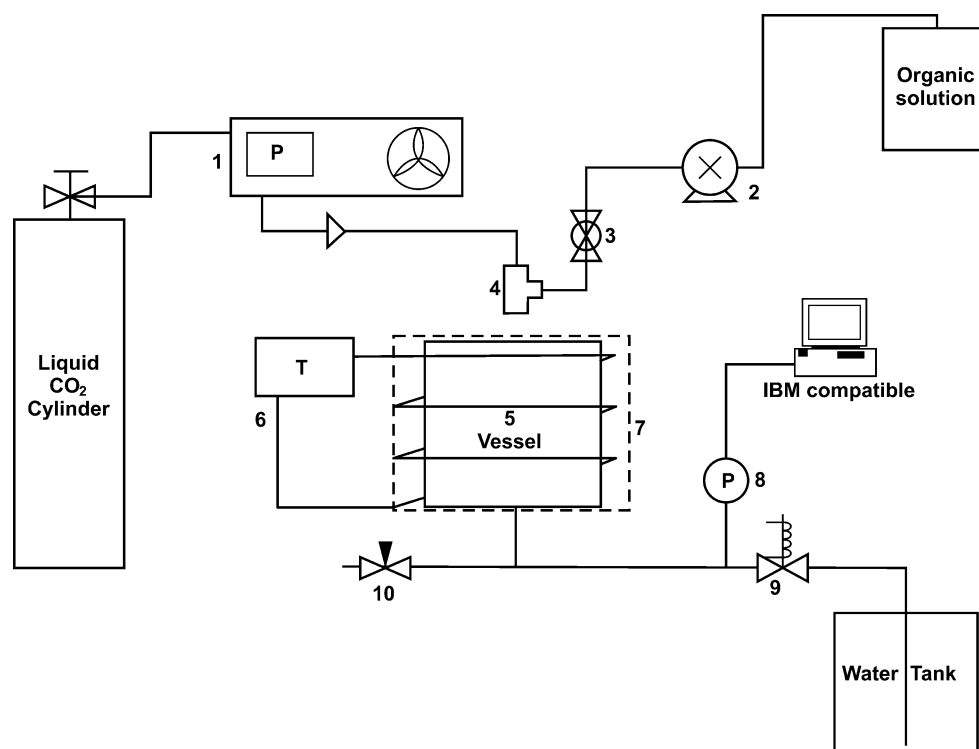 Organic
solution
P
1
2
3
4
Liquid
CO₂
Cylinder
T
6
5
Vessel
7
IBM compatible
P
8
9
10
Water Tank